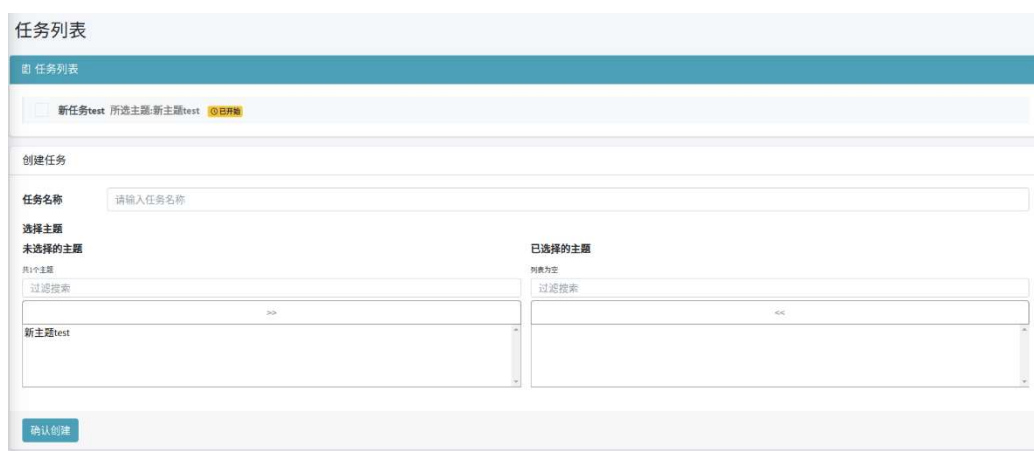 任务列表
任务列表
新任务test 所选主题:新主题test 已开始
创建任务
任务名称 请输入任务名称
选择主题
未选择的主题 已选择的主题
共1个主题 列表为空
过滤搜索 过滤搜索
>> <<
新主题test
确认创建